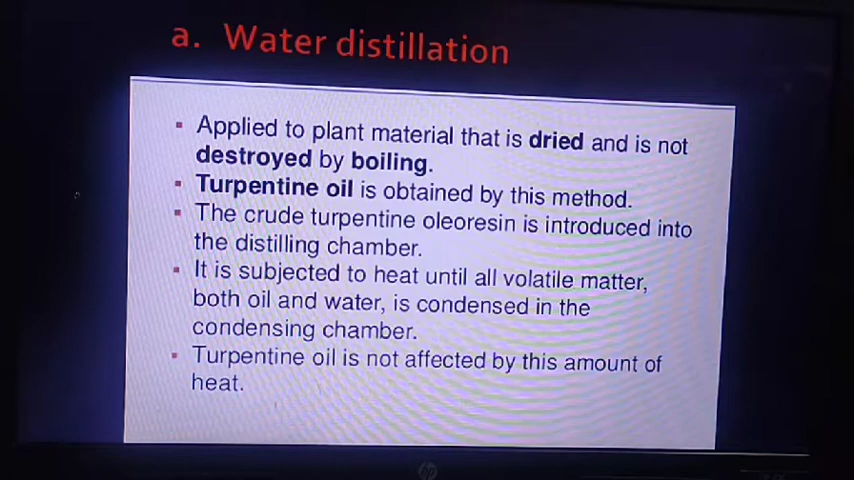 a. Water distillation
▪ Applied to plant material that is dried and is not
destroyed by boiling.
▪ Turpentine oil is obtained by this method.
▪ The crude turpentine oleoresin is introduced into
the distilling chamber.
▪ It is subjected to heat until all volatile matter,
both oil and water, is condensed in the
condensing chamber.
▪ Turpentine oil is not affected by this amount of
heat.
hp